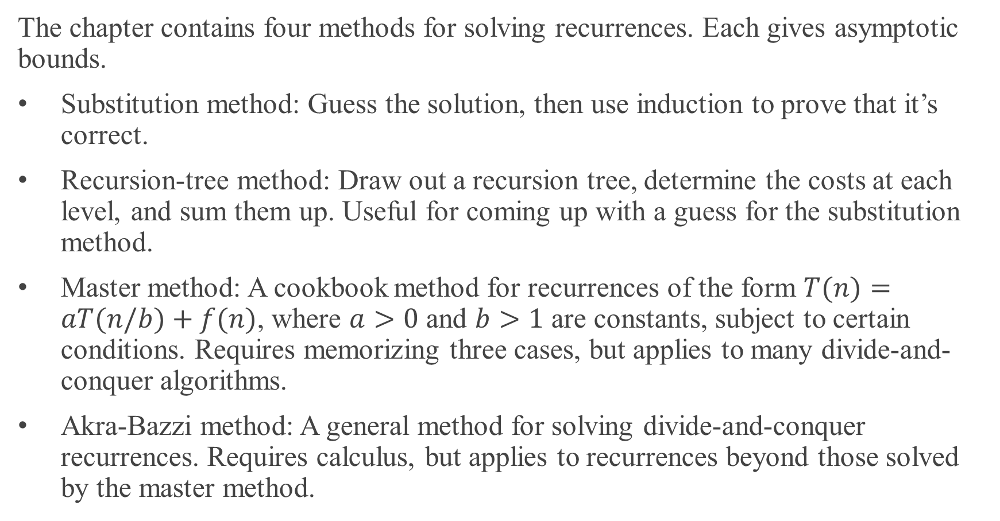 The chapter contains four methods for solving recurrences. Each gives asymptotic
bounds.
• Substitution method: Guess the solution, then use induction to prove that it’s
correct.
• Recursion-tree method: Draw out a recursion tree, determine the costs at each
level, and sum them up. Useful for coming up with a guess for the substitution
method.
• Master method: A cookbook method for recurrences of the form 𝑇(𝑛) =
𝑎𝑇(𝑛/𝑏) + 𝑓(𝑛), where 𝑎 > 0 and 𝑏 > 1 are constants, subject to certain
conditions. Requires memorizing three cases, but applies to many divide-and-
conquer algorithms.
• Akra-Bazzi method: A general method for solving divide-and-conquer
recurrences. Requires calculus, but applies to recurrences beyond those solved
by the master method.